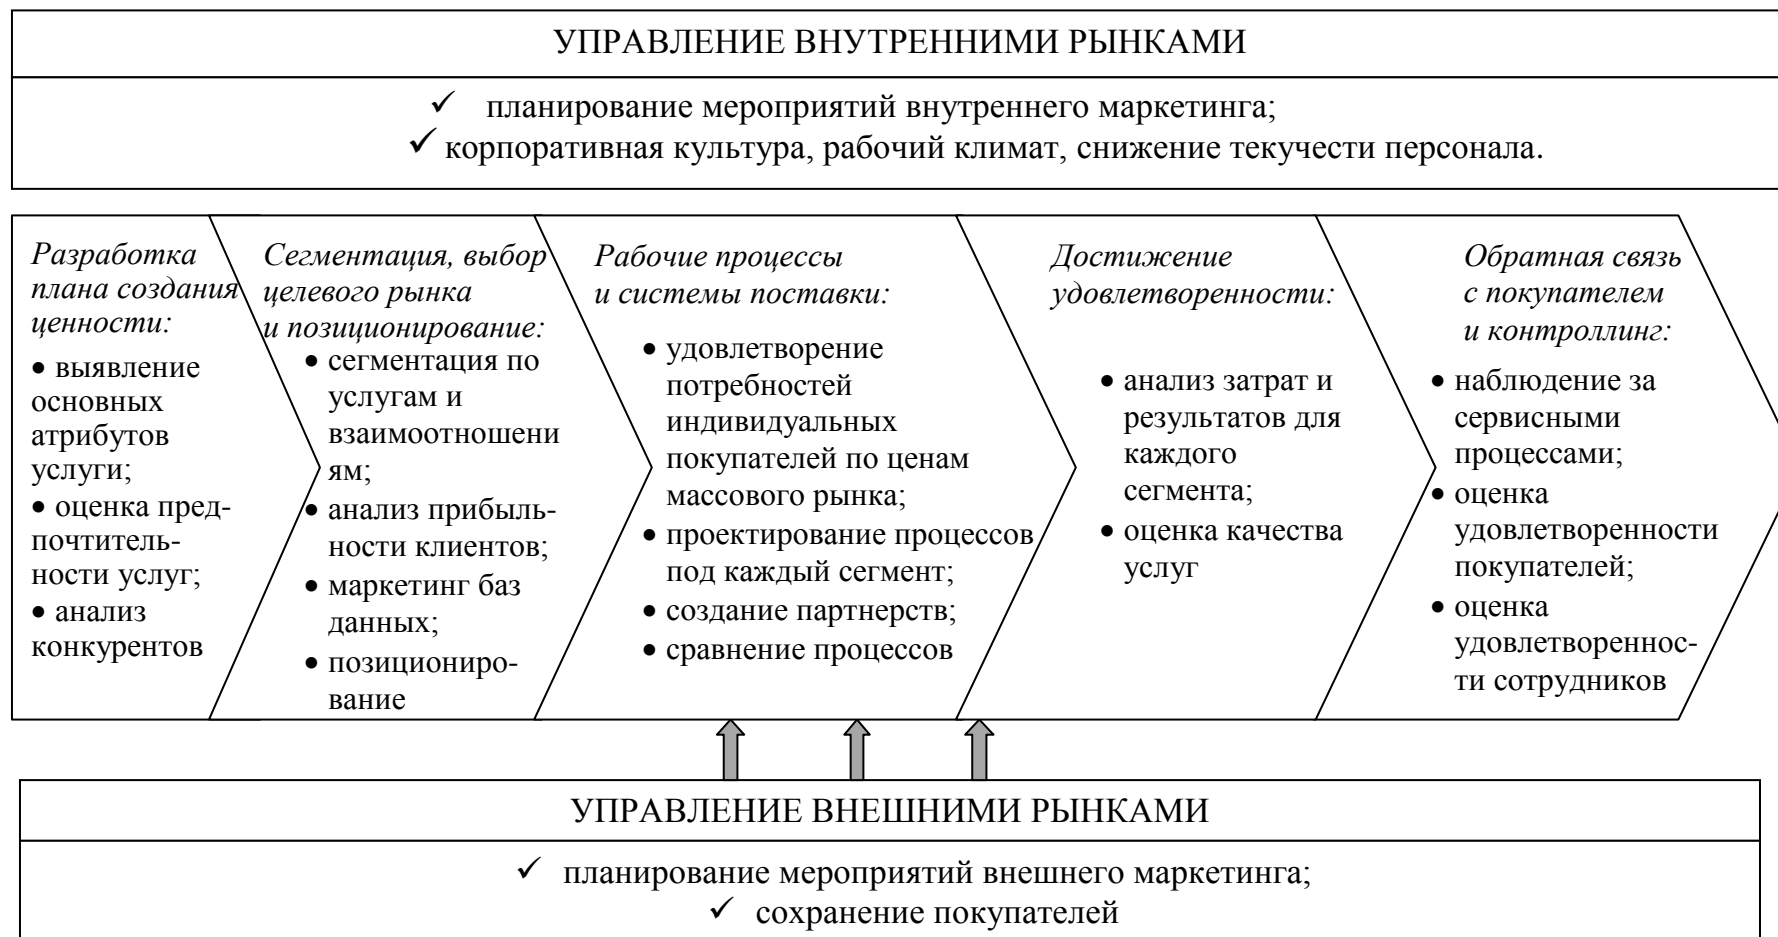 УПРАВЛЕНИЕ ВНУТРЕННИМИ РЫНКАМИ
✓ планирование мероприятий внутреннего маркетинга;
✓ корпоративная культура, рабочий климат, снижение текучести персонала.
Разработка
плана создания
ценности:
• выявление
основных
атрибутов
услуги;
• оценка пред-
почтитель-
ности услуг;
• анализ
конкурентов
Сегментация, выбор
целевого рынка
и позиционирование:
• сегментация по
услугам и
взаимоотношени
ям;
• анализ прибыль-
ности клиентов;
• маркетинг баз
данных;
• позициониро-
вание
Рабочие процессы
и системы поставки:
• удовлетворение
потребностей
индивидуальных
покупателей по ценам
массового рынка;
• проектирование процессов
под каждый сегмент;
• создание партнерств;
• сравнение процессов
Достижение
удовлетворенности:
• анализ затрат и
результатов для
каждого
сегмента;
• оценка качества
услуг
Обратная связь
с покупателем
и контроллинг:
• наблюдение за
сервисными
процессами;
• оценка
удовлетворенности
покупателей;
• оценка
удовлетвореннос-
ти сотрудников
УПРАВЛЕНИЕ ВНЕШНИМИ РЫНКАМИ
✓ планирование мероприятий внешнего маркетинга;
✓ сохранение покупателей